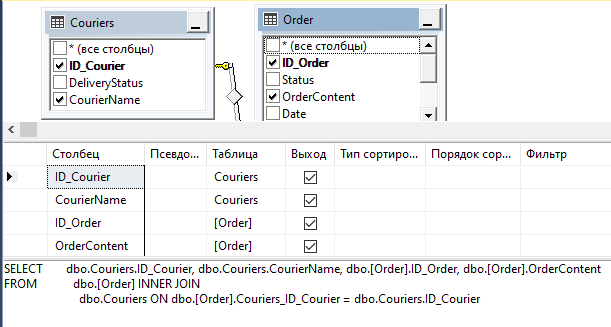 Couriers
* (все столбцы)
ID_Courier
DeliveryStatus
CourierName
Order
* (все столбцы)
ID_Order
Status
OrderContent
Date
Столбец Псевдо... Таблица Выход Тип сортиро... Порядок сор... Фильтр
ID_Courier Couriers
CourierName Couriers
ID_Order [Order]
OrderContent [Order]
SELECT dbo.Couriers.ID_Courier, dbo.Couriers.CourierName, dbo.[Order].ID_Order, dbo.[Order].OrderContent
FROM dbo.[Order] INNER JOIN
dbo.Couriers ON dbo.[Order].Couriers_ID_Courier = dbo.Couriers.ID_Courier